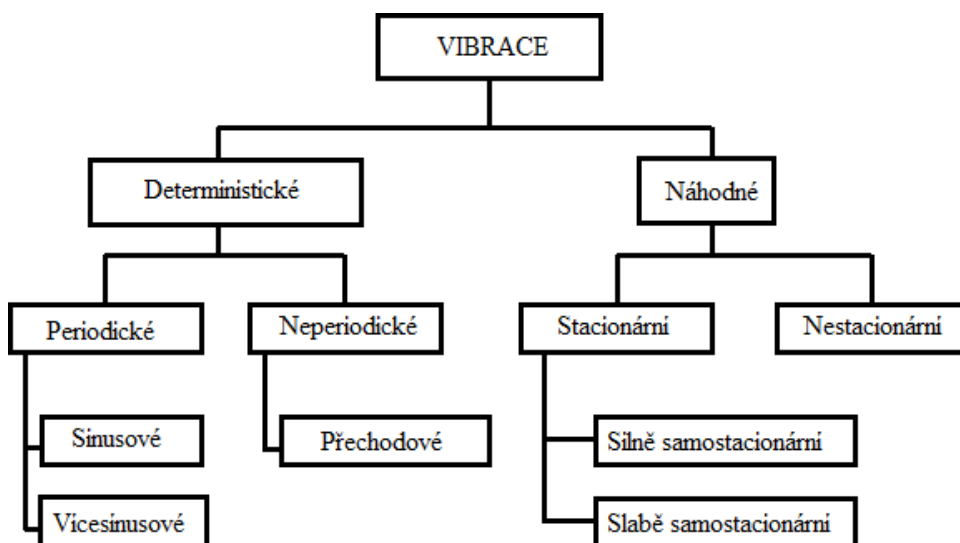 VIBRACE
Deterministické
Náhodné
Periodické
Neperiodické
Stacionární
Nestacionární
Sinusové
Přechodové
Silně samostacionární
Vícesinusové
Slabě samostacionární